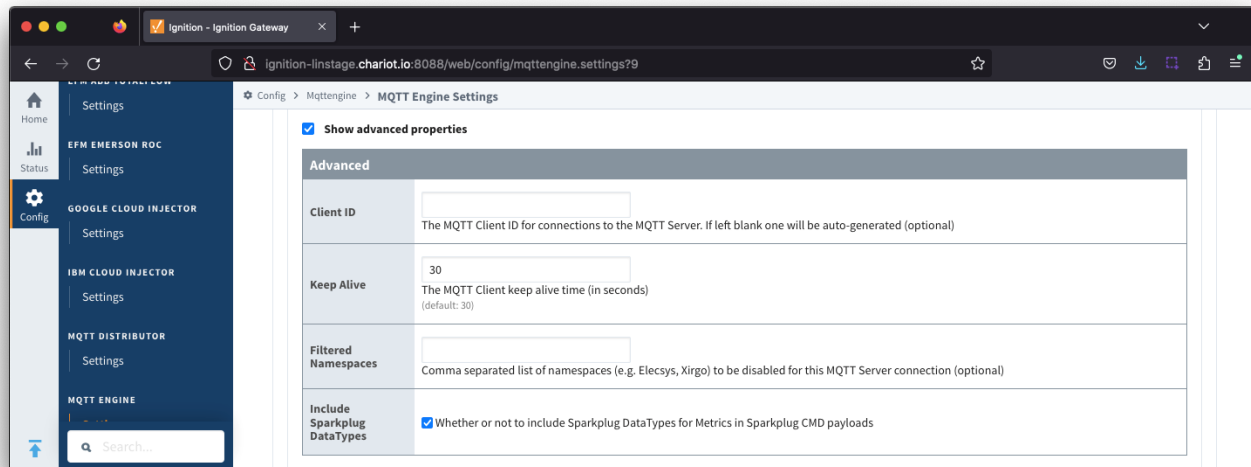 Ignition - Ignition Gateway
ignition-linstage.chariot.io:8088/web/config/mqttengine.settings?9
Home
Status
Config
EFM ABB TOTALFLOW
Settings
EFM EMERSON ROC
Settings
GOOGLE CLOUD INJECTOR
Settings
IBM CLOUD INJECTOR
Settings
MQTT DISTRIBUTOR
Settings
MQTT ENGINE
Search...
Config > Mqttengine > MQTT Engine Settings
Show advanced properties
Advanced
Client ID
The MQTT Client ID for connections to the MQTT Server. If left blank one will be auto-generated (optional)
Keep Alive
30
The MQTT Client keep alive time (in seconds)
(default: 30)
Filtered
Namespaces
Comma separated list of namespaces (e.g. Elecsys, Xirgo) to be disabled for this MQTT Server connection (optional)
Include
Sparkplug
DataTypes
Whether or not to include Sparkplug DataTypes for Metrics in Sparkplug CMD payloads